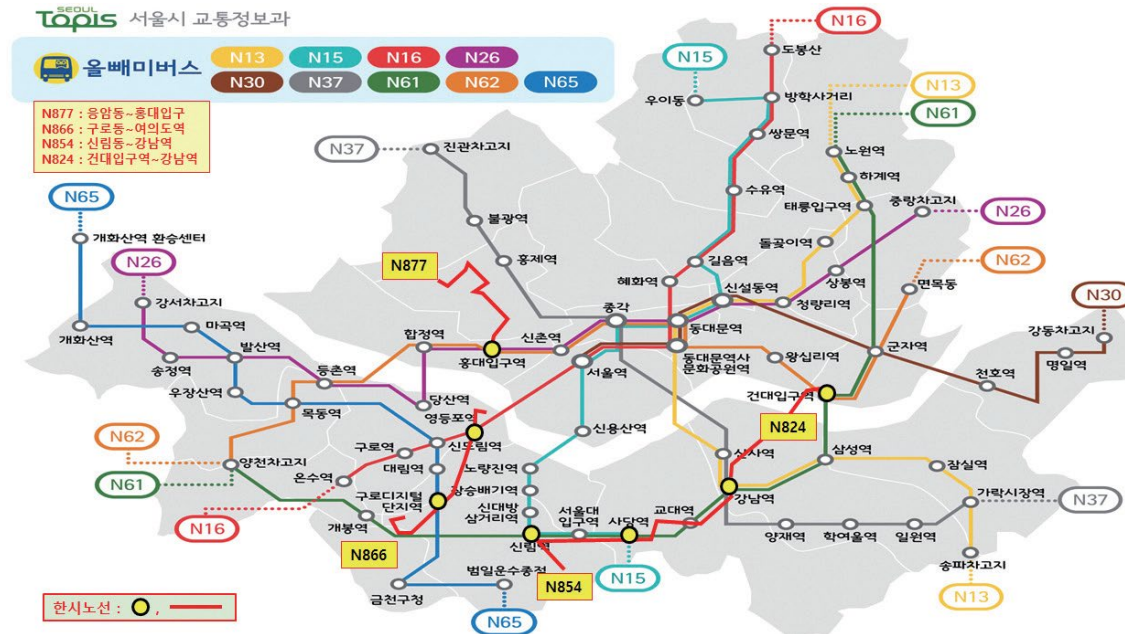 SEOUL
TOPIS 서울시 교통정보과
올빼미버스
N13 N15 N16 N26
N30 N37 N61 N62 N65
N877 : 응암동~홍대입구
N866 : 구로동~여의도역
N854 : 신림동~강남역
N824 : 건대입구역~강남역
N16
도봉산
N15
우이동
방학사거리
N13
N61
쌍문역
노원역
N37
진관차고지
하계역
수유역
태릉입구역
중랑차고지
N26
N65
불광역
돌곶이역
개화산역 환승센터
N26
N877
홍제역
길음역
혜화역
신설동역
상봉역
N62
면목동
강서차고지
청량리역
N30
종각
동대문역
강동차고지
개화산역
마곡역
합정역
신촌역
홍대입구역
송정역
발산역
등촌역
서울역
동대문역사
문화공원역
왕십리역
군자역
명일역
천호역
우장산역
목동역
당산역
영등포역
건대입구역
N824
N62
구로역
신도림역
신용산역
양천차고지
온수역
대림역
노량진역
신사역
삼성역
잠실역
N61
구로디지털
단지역
장승배기역
강남역
가락시장역
N37
N16
개봉역
신대방
삼거리역
서울대
입구역
사당역
교대역
양재역
학여울역
일원역
N866
신림역
송파차고지
범일운수종점
N854
N15
금천구청
N65
N13
한시노선 : ,